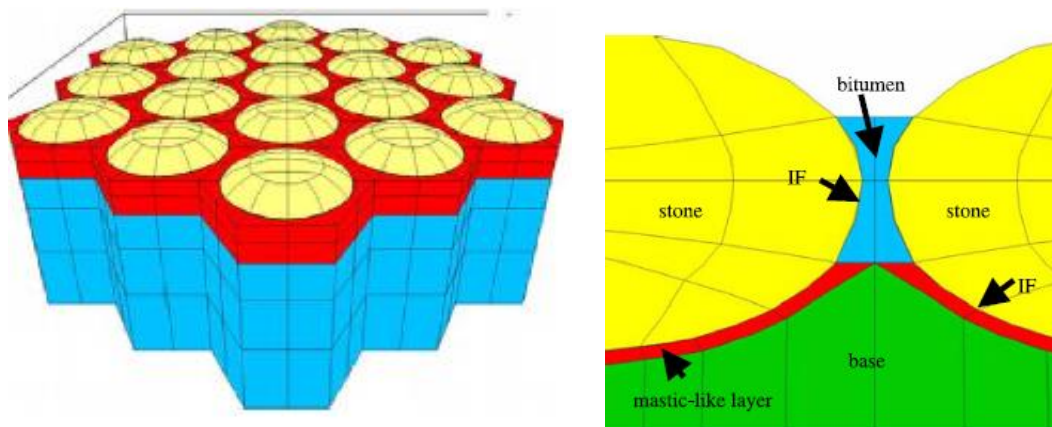 bitumen
IF
stone
stone
IF
base
mastic-like layer